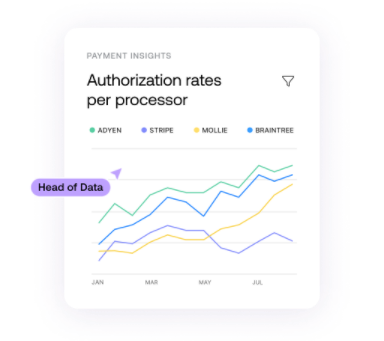 PAYMENT INSIGHTS
Authorization rates
per processor
ADYEN STRIPE MOLLIE BRAINTREE
Head of Data
JAN MAR MAY JUL